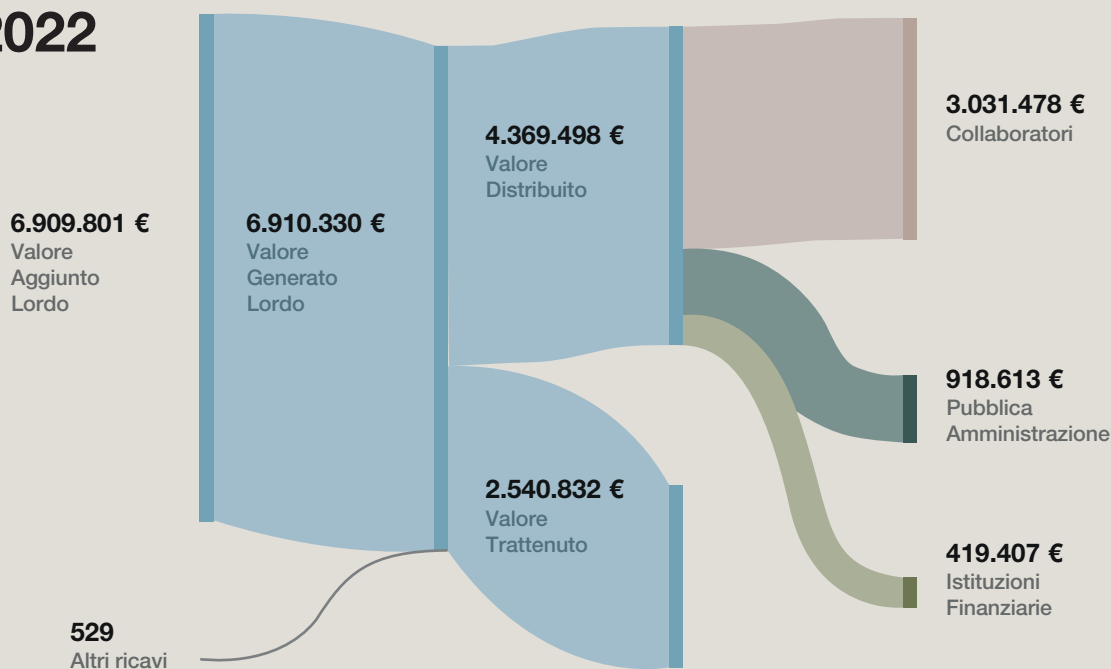 2022
6.909.801 €
Valore
Aggiunto
Lordo
529
Altri ricavi
6.910.330 €
Valore
Generato
Lordo
4.369.498 €
Valore
Distribuito
2.540.832 €
Valore
Trattenuto
3.031.478 €
Collaboratori
918.613 €
Pubblica
Amministrazione
419.407 €
Istituzioni
Finanziarie